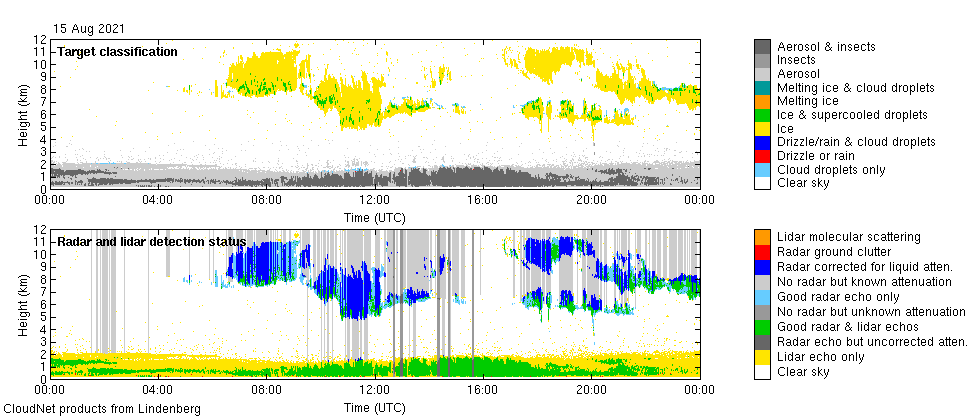 15 Aug 2021
Target classification
Height (km)
12
11
10
9
8
7
6
5
4
3
2
1
0
00:00 04:00 08:00 12:00 16:00 20:00 00:00
Time (UTC)
Aerosol & insects
Insects
Aerosol
Melting ice & cloud droplets
Melting ice
Ice & supercooled droplets
Ice
Drizzle/rain & cloud droplets
Drizzle or rain
Cloud droplets only
Clear sky
Radar and lidar detection status
Height (km)
12
11
10
9
8
7
6
5
4
3
2
1
0
00:00 04:00 08:00 12:00 16:00 20:00 00:00
Time (UTC)
Lidar molecular scattering
Radar ground clutter
Radar corrected for liquid atten.
No radar but known attenuation
Good radar echo only
No radar but unknown attenuation
Good radar & lidar echos
Radar echo but uncorrected atten.
Lidar echo only
Clear sky
CloudNet products from Lindenberg